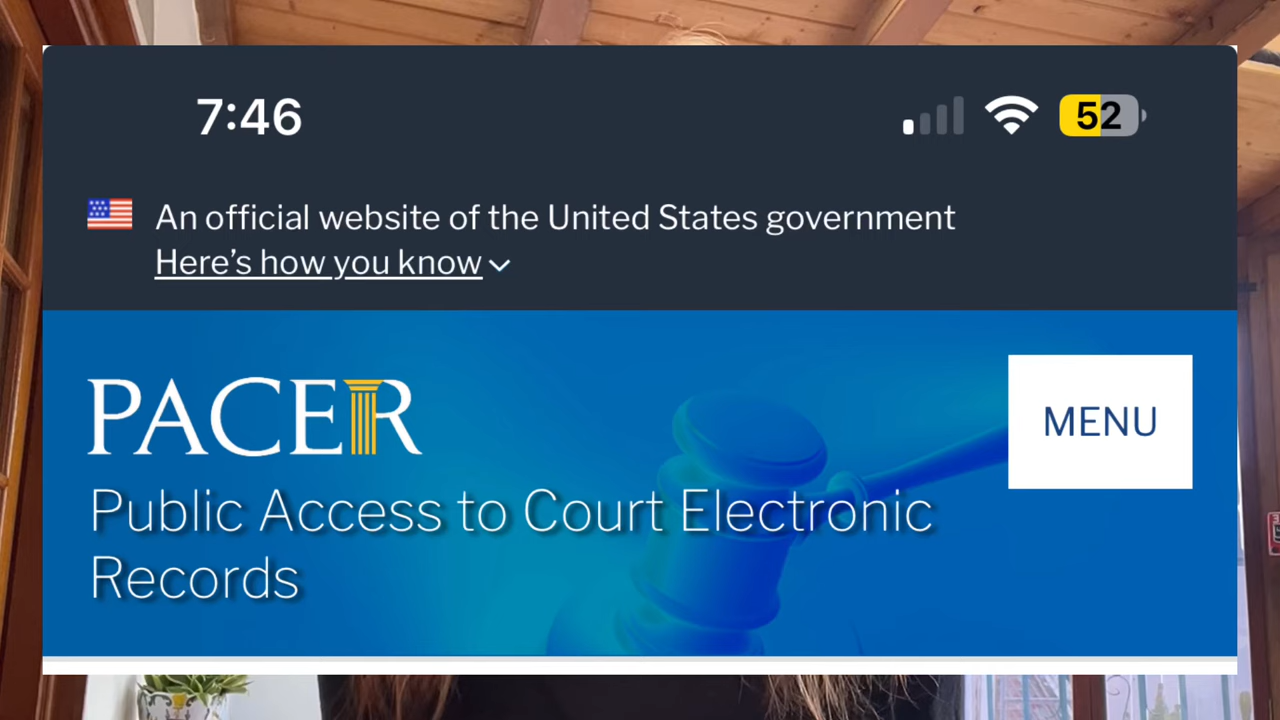 7:46
52
An official website of the United States government
Here's how you know
PACER
MENU
Public Access to Court Electronic
Records